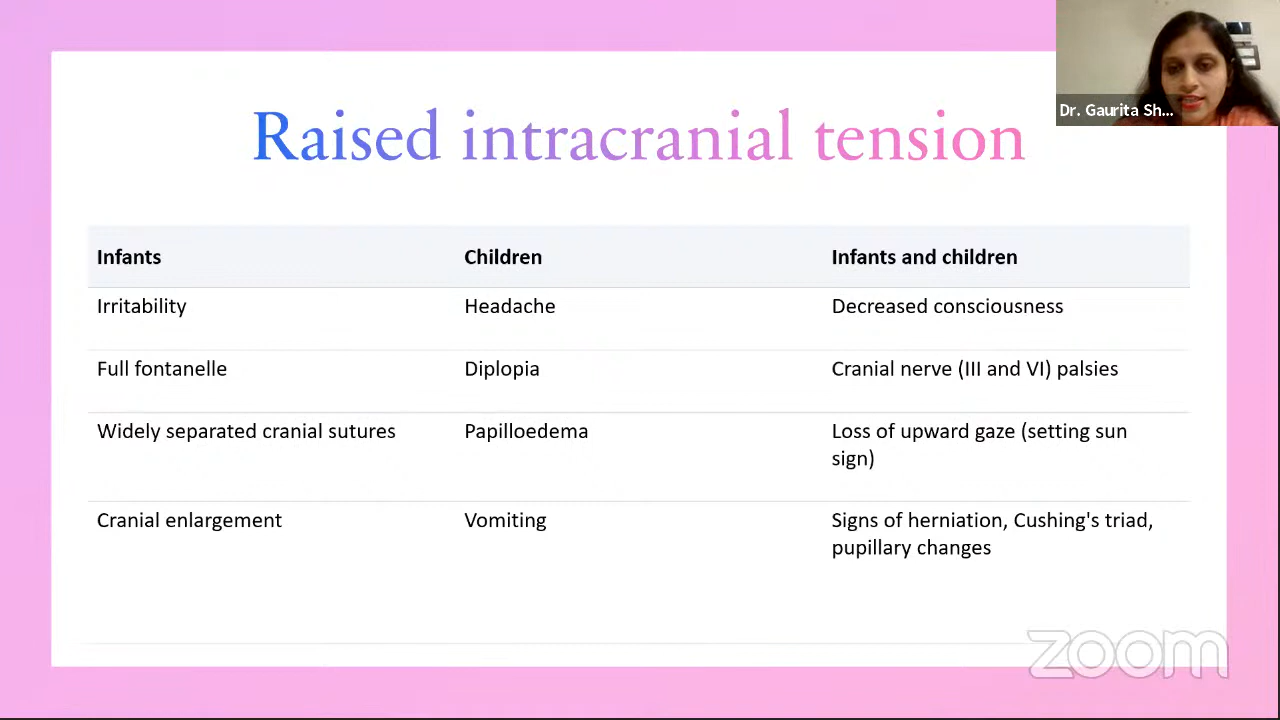 Dr. Gaurita Sh...
Raised intracranial tension
Infants Children Infants and children
Irritability Headache Decreased consciousness
Full fontanelle Diplopia Cranial nerve (III and VI) palsies
Widely separated cranial sutures Papilloedema Loss of upward gaze (setting sun
sign)
Cranial enlargement Vomiting Signs of herniation, Cushing's triad,
pupillary changes
zoom